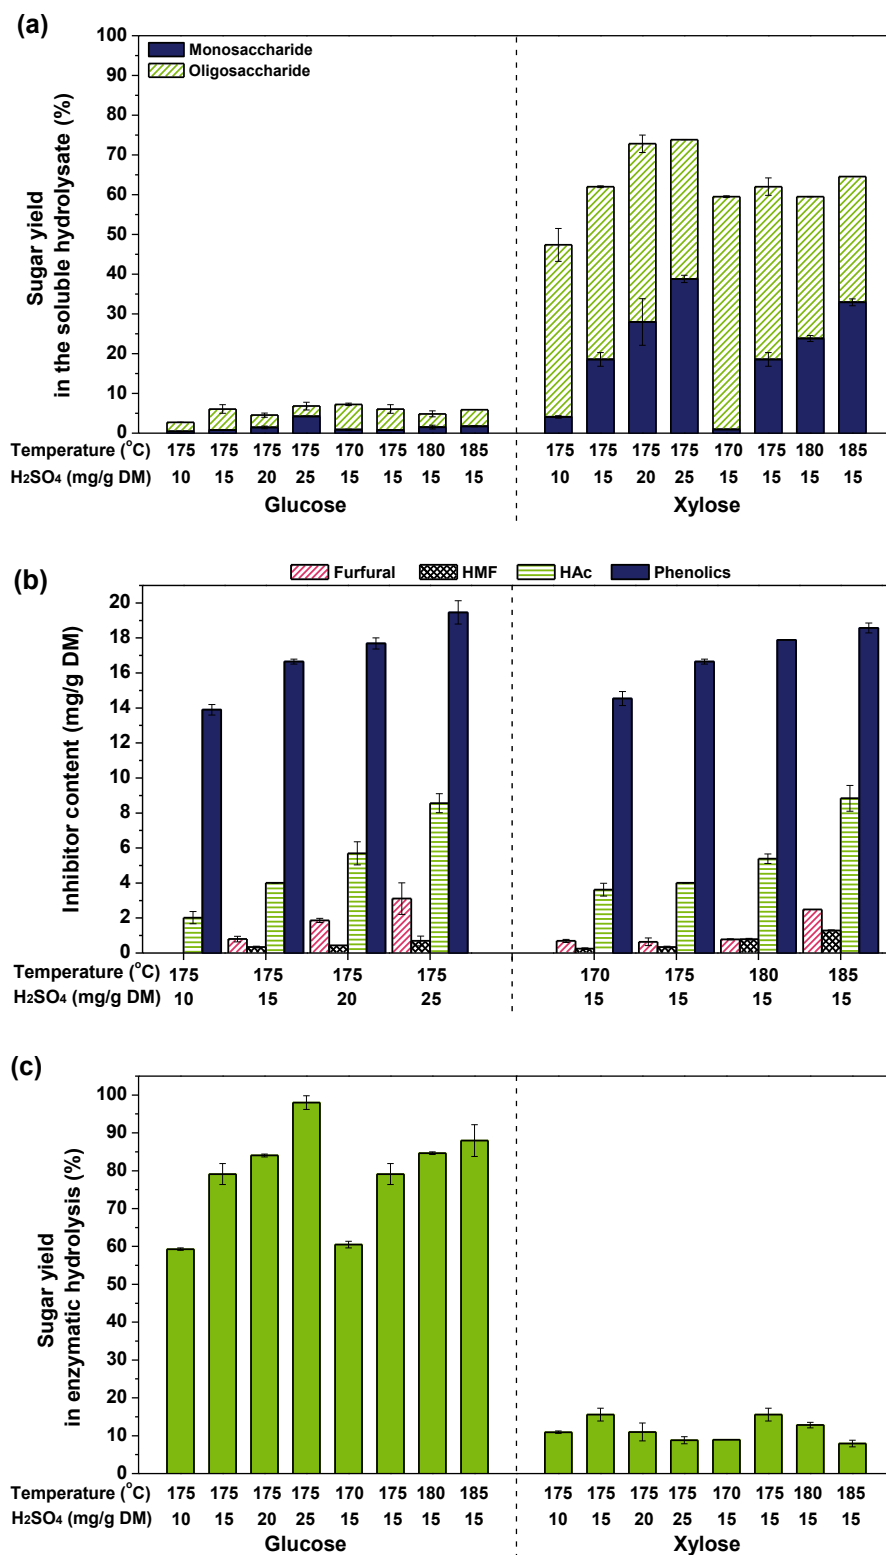 (a)
Monosaccharide
Oligosaccharide
Sugar yield
in the soluble hydrolysate (%)
100
90
80
70
60
50
40
30
20
10
0
Temperature (°C) 175 175 175 175 170 175 180 185 175 175 175 175 170 175 180 185
H2SO4 (mg/g DM) 10 15 20 25 15 15 15 15 10 15 20 25 15 15 15 15
Glucose Xylose
(b)
Furfural HMF HAc Phenolics
Inhibitor content (mg/g DM)
20
18
16
14
12
10
8
6
4
2
0
Temperature (°C) 175 175 175 175 170 175 180 185
H2SO4 (mg/g DM) 10 15 20 25 15 15 15 15
(c)
Sugar yield
in enzymatic hydrolysis (%)
100
90
80
70
60
50
40
30
20
10
0
Temperature (°C) 175 175 175 175 170 175 180 185 175 175 175 175 170 175 180 185
H2SO4 (mg/g DM) 10 15 20 25 15 15 15 15 10 15 20 25 15 15 15 15
Glucose Xylose